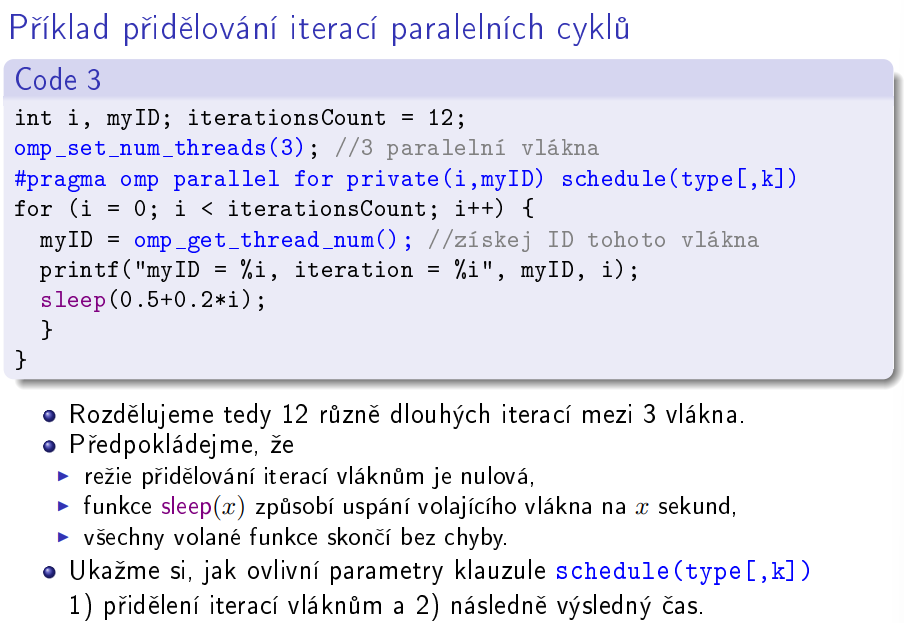 Příklad přidělování iterací paralelních cyklů
Code 3
int i, myID; iterationsCount = 12;
omp_set_num_threads(3); //3 paralelní vlákna
#pragma omp parallel for private(i,myID) schedule(type[,k])
for (i = 0; i < iterationsCount; i++) {
myID = omp_get_thread_num(); //získej ID tohoto vlákna
printf("myID = %i, iteration = %i", myID, i);
sleep(0.5+0.2*i);
}
}
Rozdělujeme tedy 12 různě dlouhých iterací mezi 3 vlákna.
Předpokládejme, že
režie přidělování iterací vláknům je nulová,
funkce sleep(x) způsobí uspání volajícího vlákna na x sekund,
všechny volané funkce skončí bez chyby.
Ukažme si, jak ovlivní parametry klauzule schedule(type[,k])
1) přidělení iterací vláknům a 2) následně výsledný čas.